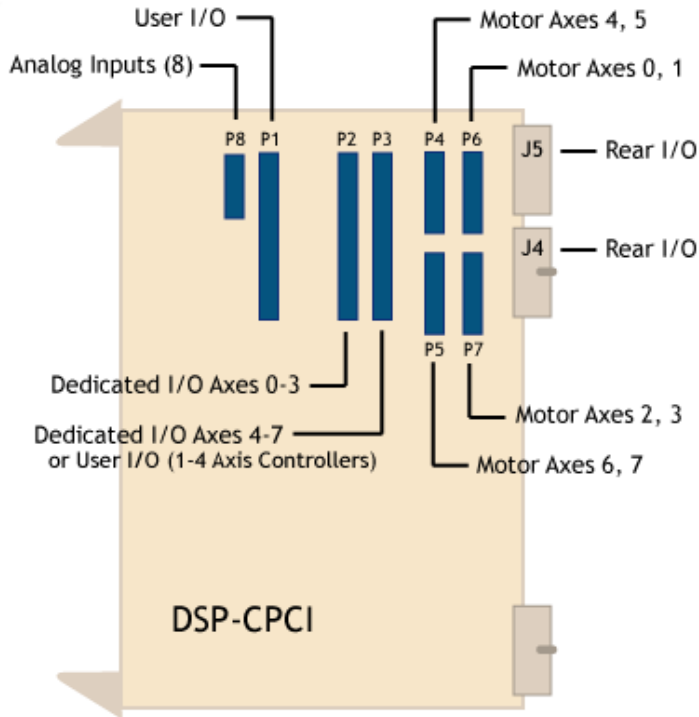 User I/O
Motor Axes 4, 5
Analog Inputs (8)
Motor Axes 0, 1
P8
P1
P2
P3
P4
P6
J5
Rear I/O
J4
Rear I/O
P5
P7
Dedicated I/O Axes 0-3
Motor Axes 2, 3
Dedicated I/O Axes 4-7
or User I/O (1-4 Axis Controllers)
Motor Axes 6, 7
DSP-CPCI